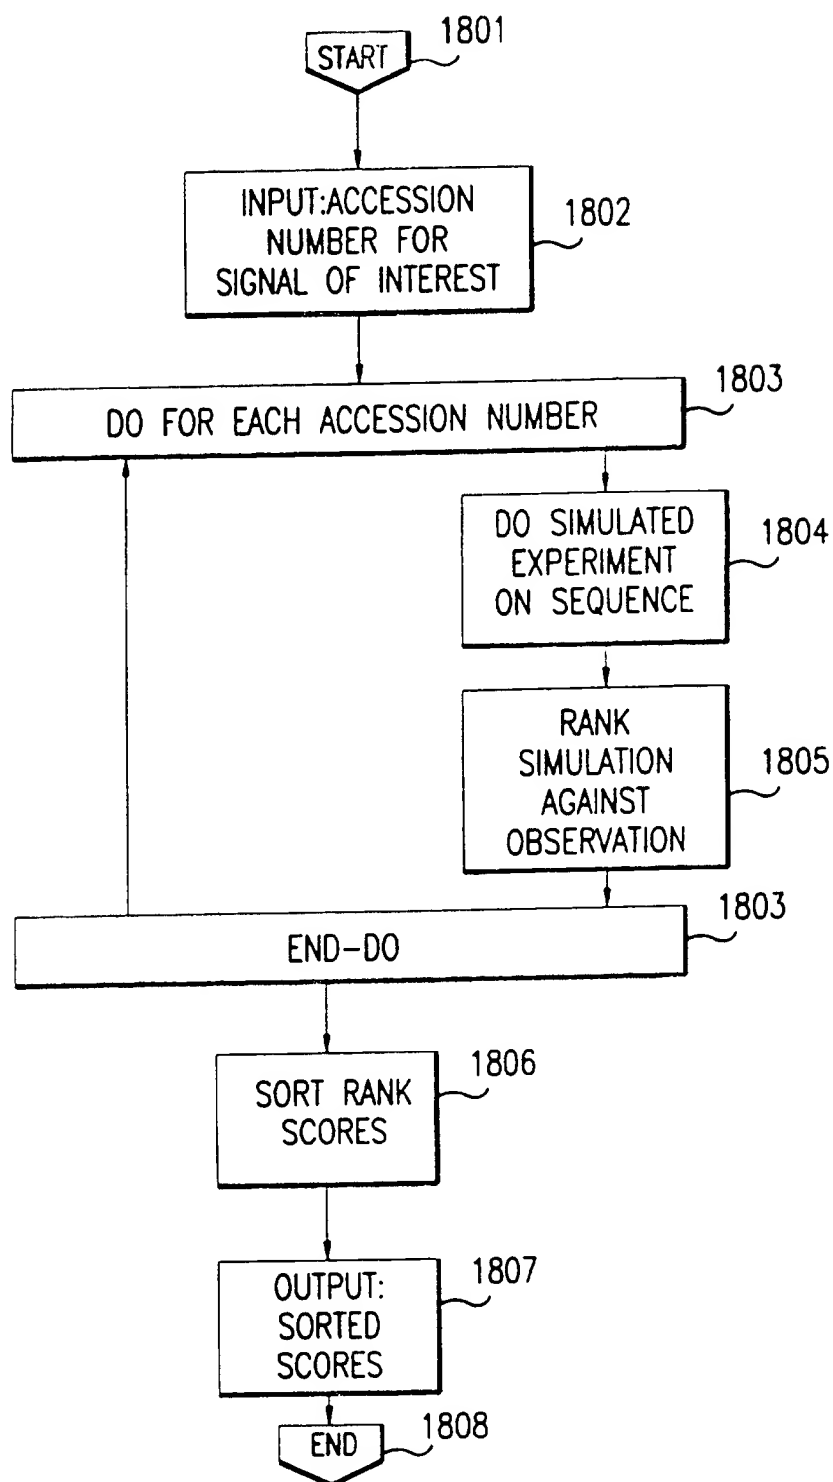 START
1801
INPUT:ACCESSION
NUMBER FOR
SIGNAL OF INTEREST
1802
DO FOR EACH ACCESSION NUMBER
1803
DO SIMULATED
EXPERIMENT
ON SEQUENCE
1804
RANK
SIMULATION
AGAINST
OBSERVATION
1805
END-DO
1803
SORT RANK
SCORES
1806
OUTPUT:
SORTED
SCORES
1807
END
1808